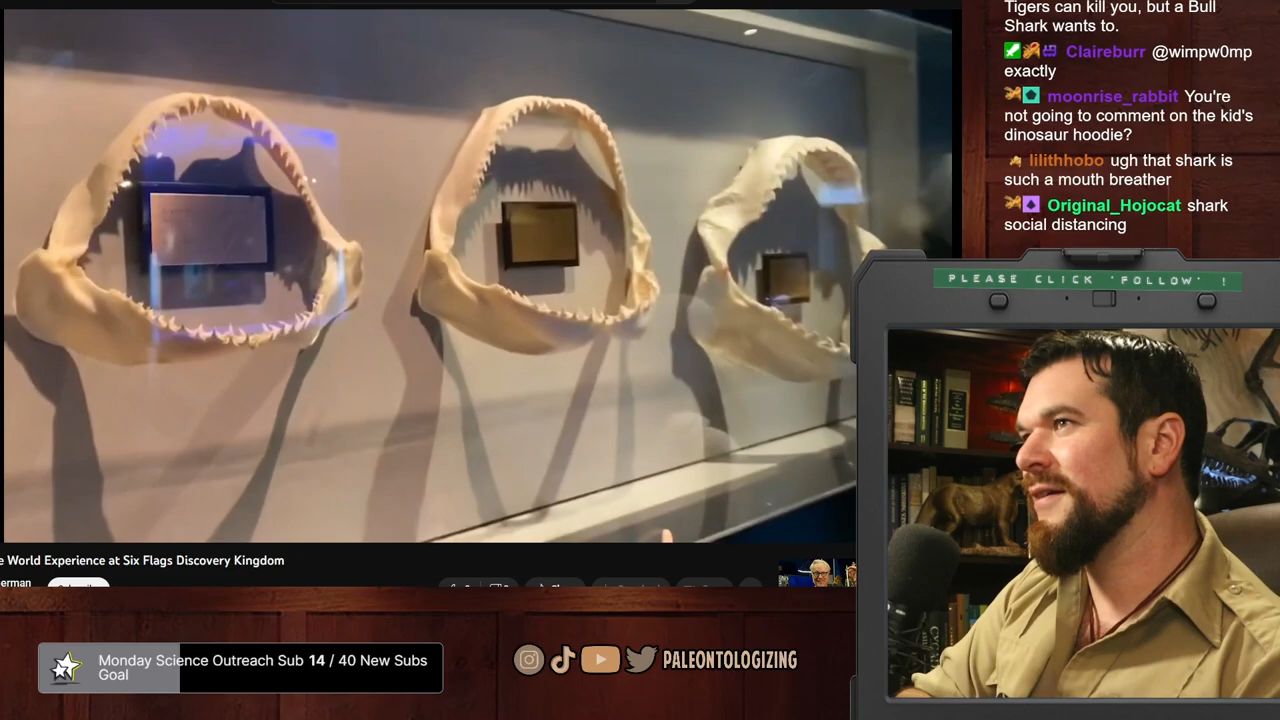 Tigers can kill you, but a Bull
Shark wants to.
Claireburr @wimpw0mp
exactly
moonrise_rabbit You're
not going to comment on the kid's
dinosaur hoodie?
lilithhobo ugh that shark is
such a mouth breather
Original_Hojocat shark
social distancing
PLEASE CLICK 'FOLLOW' !
e World Experience at Six Flags Discovery Kingdom
erman
Monday Science Outreach Sub 14 / 40 New Subs
Goal
PALEONTOLOGIZING